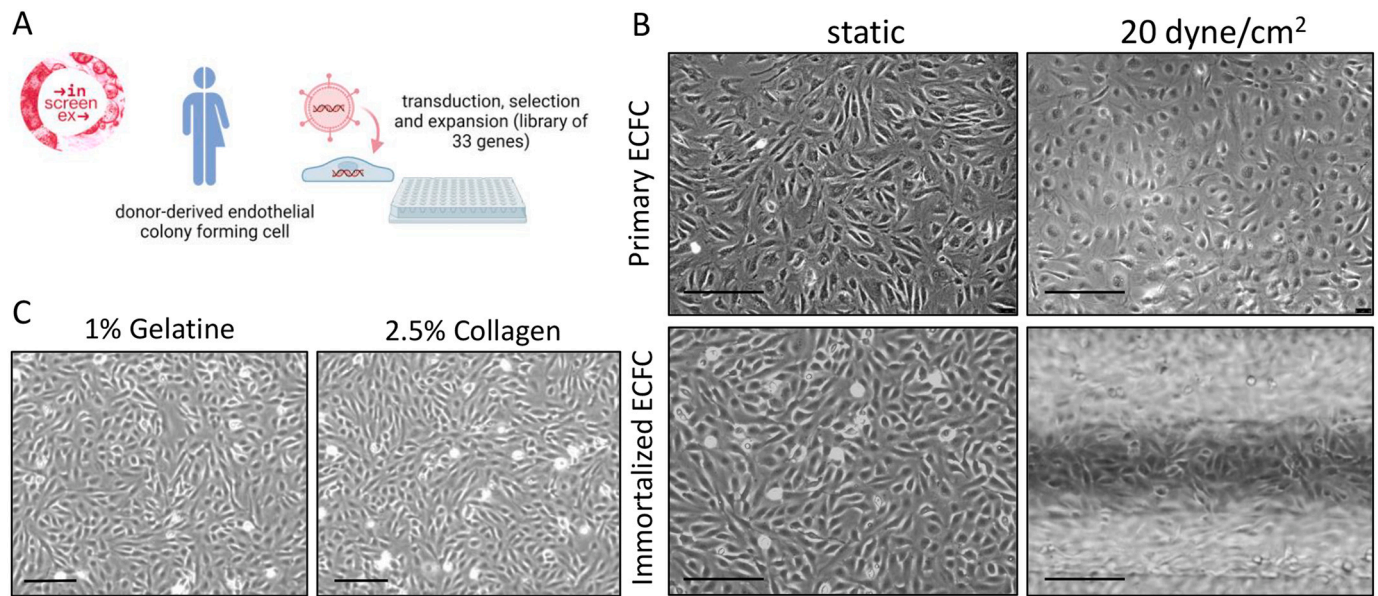 A
→in
screen
ex→
transduction, selection
and expansion (library of
33 genes)
donor-derived endothelial
colony forming cell
B
static
20 dyne/cm²
Primary ECFC
Immortalized ECFC
C
1% Gelatine
2.5% Collagen